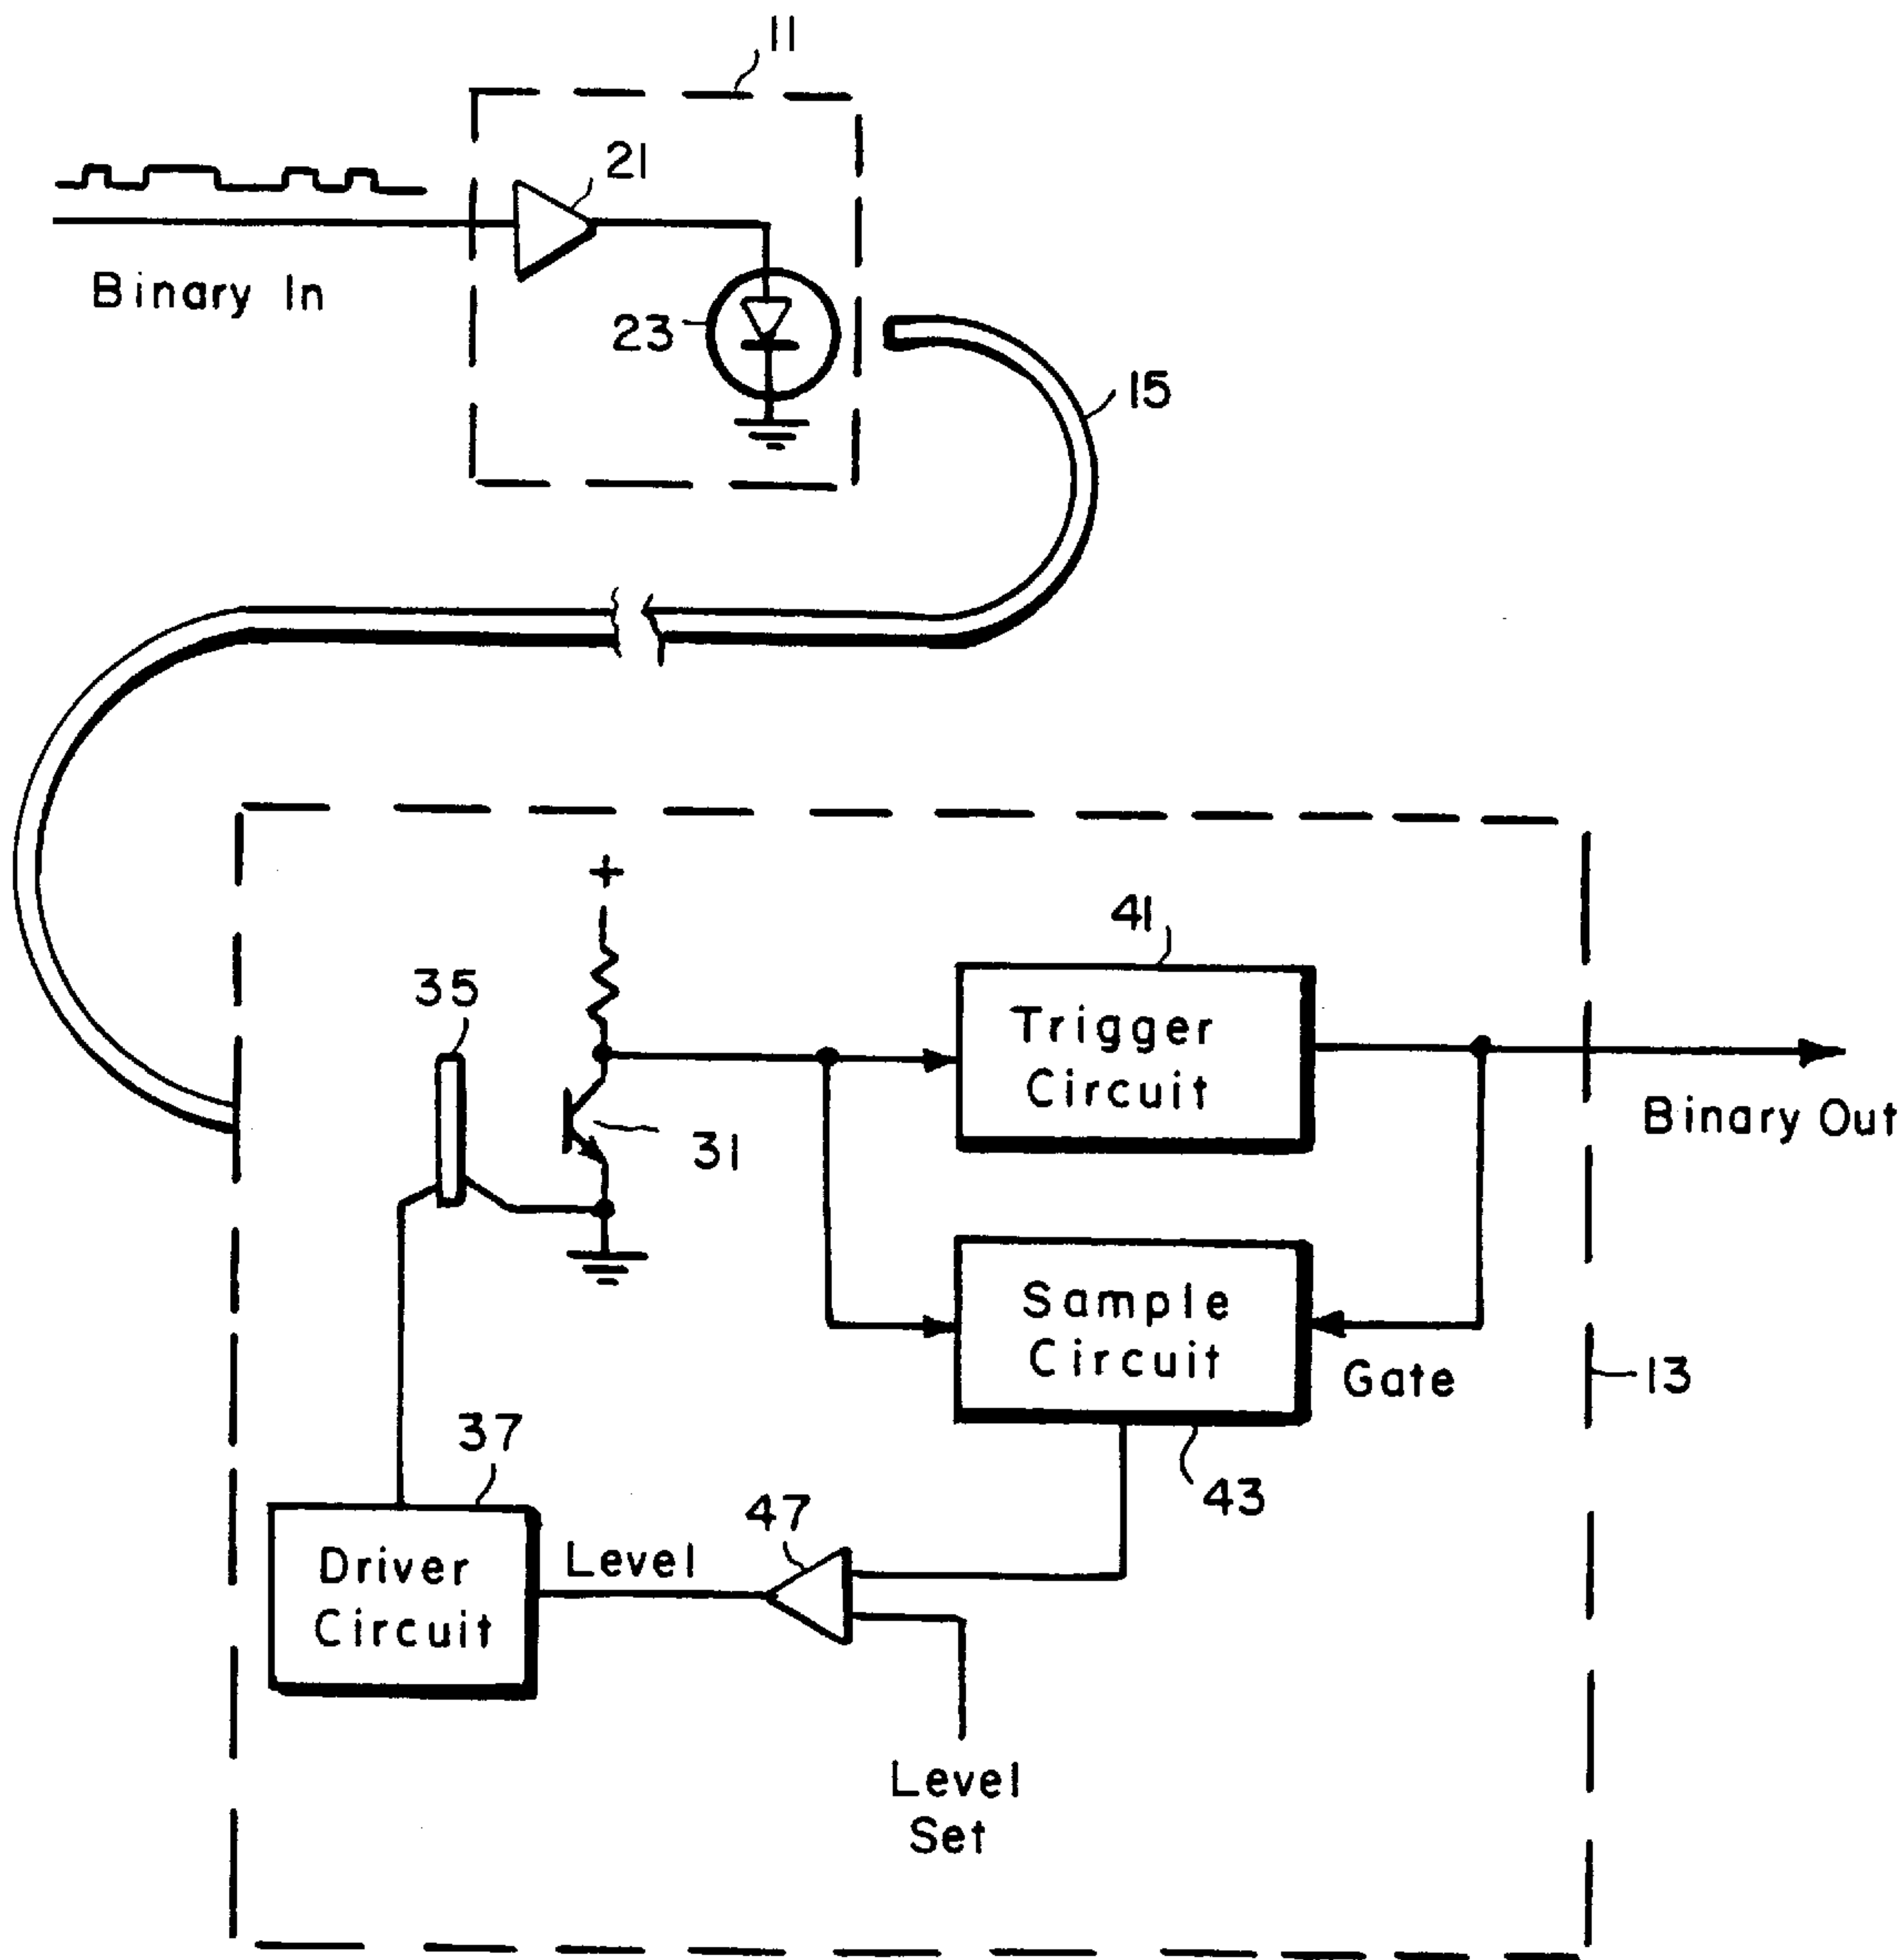 11
21
Binary In
23
15
+
41
35
Trigger
Circuit
31
Binary Out
Sample
Circuit
Gate
13
37
43
47
Driver
Circuit
Level
Level
Set